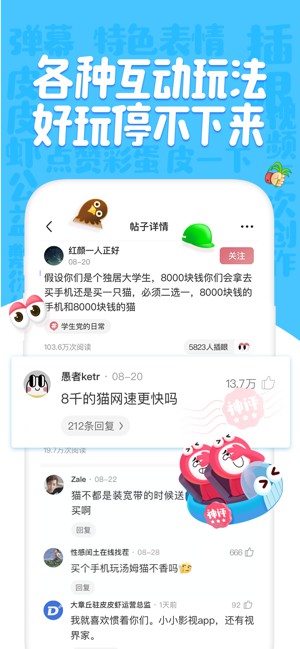 弹幕 特色表情 插
各种互动玩法
好玩停不下来
点赞彩蛋 皮一下
帖子详情
红颜一人正好
08-20
关注
假设你们是个独居大学生，8000块钱你们会拿去
买手机还是买一只猫，必须二选一，8000块钱的
手机和8000块钱的猫
学生党的日常
103.6万次阅读
5823人插眼
愚者ketr · 08-20
13.7万
8千的猫网速更快吗
神评
212条回复 >
19.7万次阅读
Zale · 08-22
猫不都是装宽带的时候送
买啊
回复
神评
性感闰土在线找茬 · 08-28
666
买个手机玩汤姆猫不香吗
回复
大章丘驻皮皮虾运营总监 · 1天前
92
我就喜欢惯着你们。小小影视app，还有视
界家。